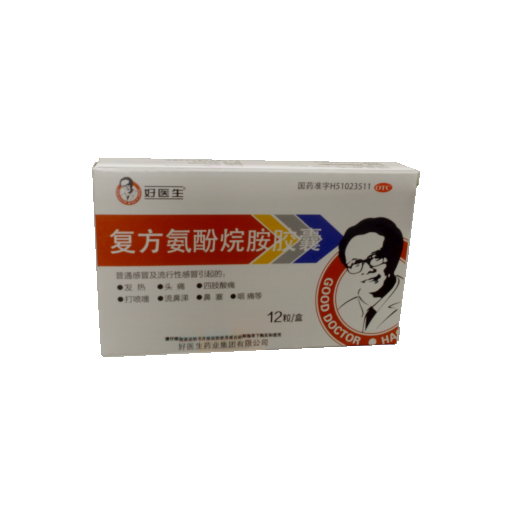 好医生
国药准字H51023511 OTC
复方氨酚烷胺胶囊
普通感冒及流行性感冒引起的:
●发热 ●头痛 ●四肢酸痛
●打喷嚏 ●流鼻涕 ●鼻塞 ●咽痛等
12粒/盒
好医生药业集团有限公司
GOOD DOCTOR ● HA